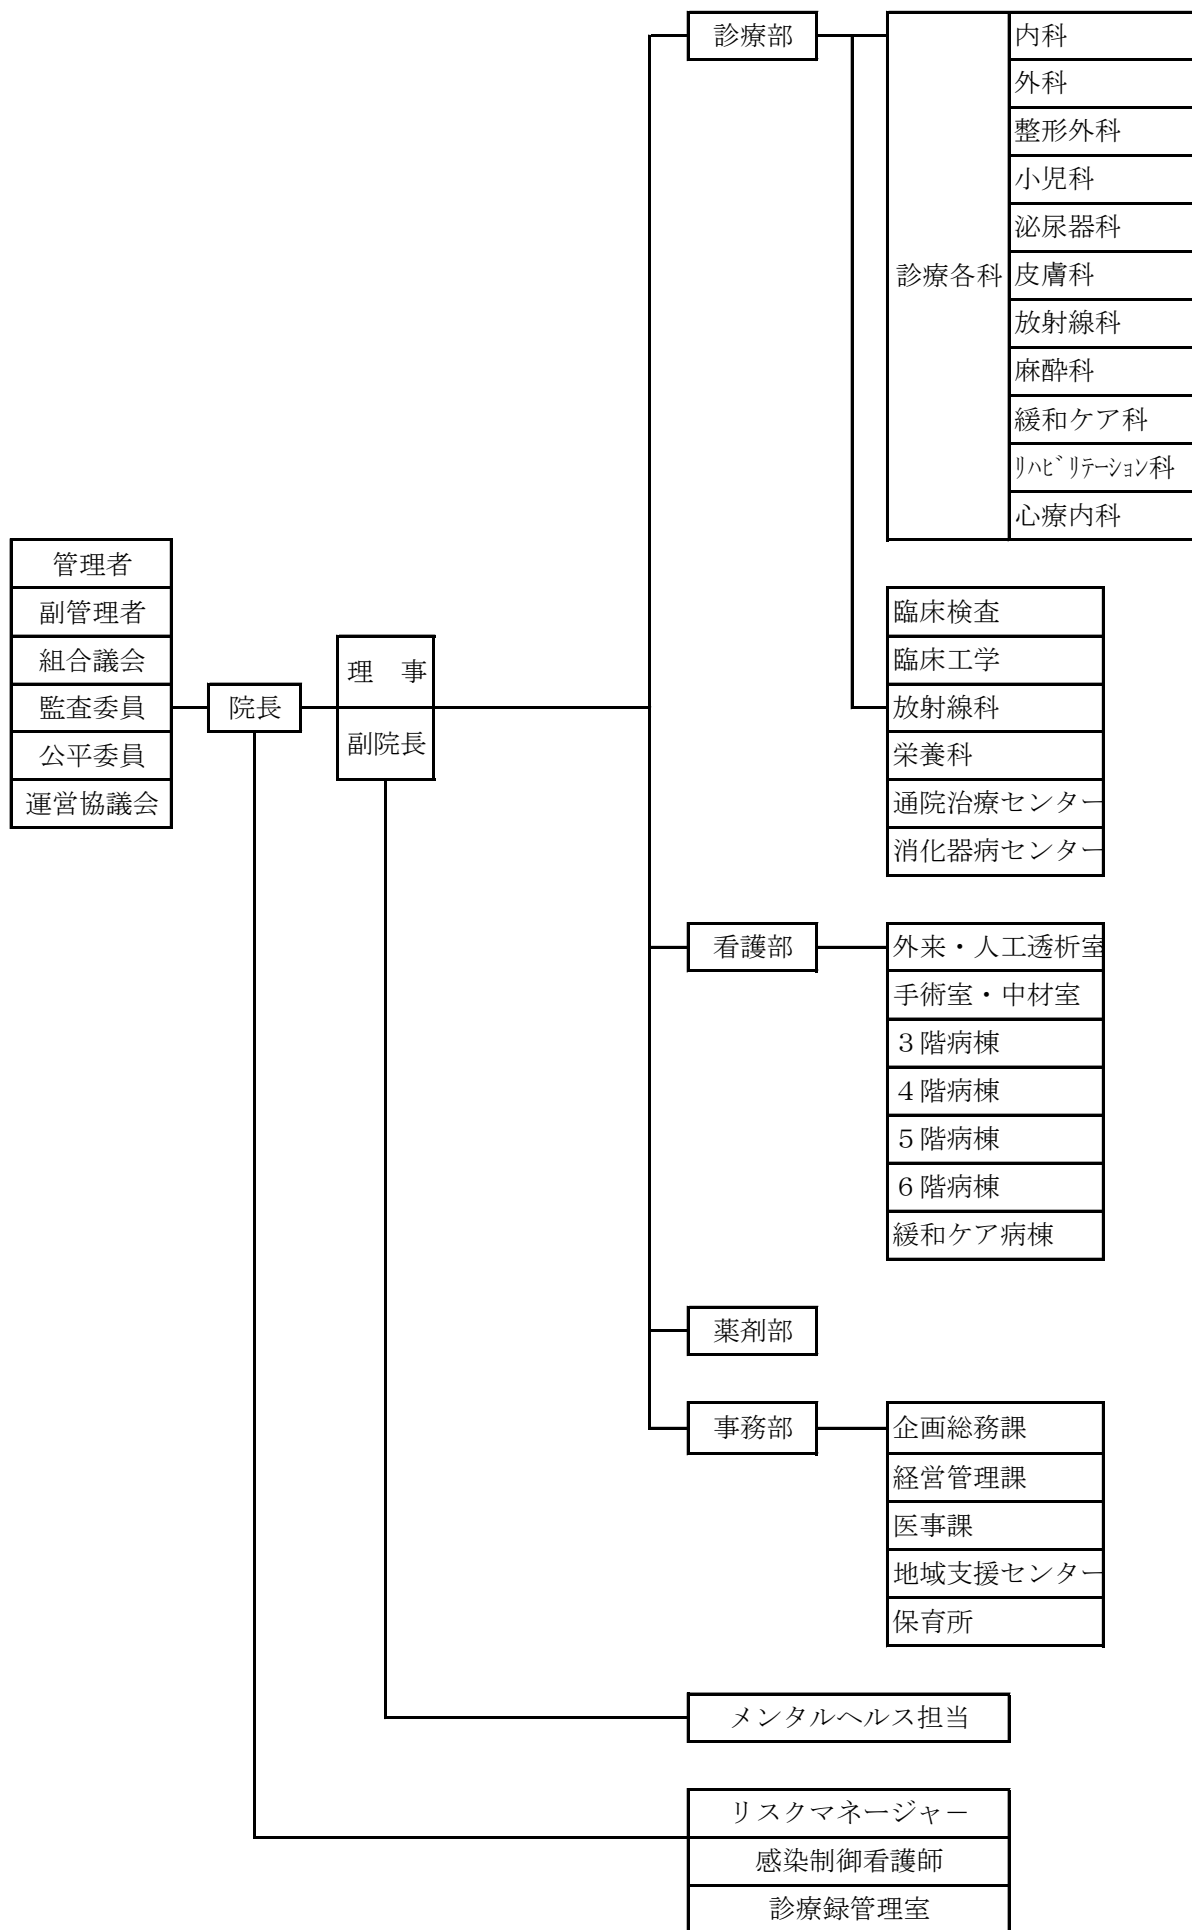 診療部
診療各科
内科
外科
整形外科
小児科
泌尿器科
皮膚科
放射線科
麻酔科
緩和ケア科
ﾘﾊﾋﾞﾘﾃｰｼｮﾝ科
心療内科
管理者
副管理者
組合議会
監査委員
公平委員
運営協議会
院長
理　事
副院長
臨床検査
臨床工学
放射線科
栄養科
通院治療センター
消化器病センター
看護部
外来・人工透析室
手術室・中材室
３階病棟
４階病棟
５階病棟
６階病棟
緩和ケア病棟
薬剤部
事務部
企画総務課
経営管理課
医事課
地域支援センター
保育所
メンタルヘルス担当
リスクマネージャー
感染制御看護師
診療録管理室